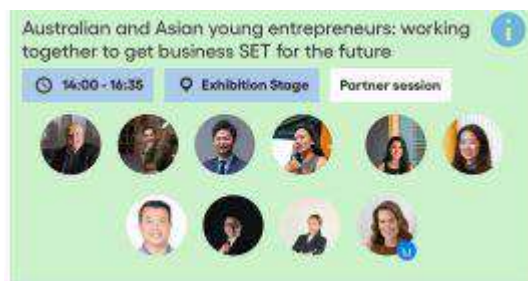 Australian and Asian young entrepreneurs: working
together to get business SET for the future
14:00 - 16:35
Exhibition Stage
Partner session